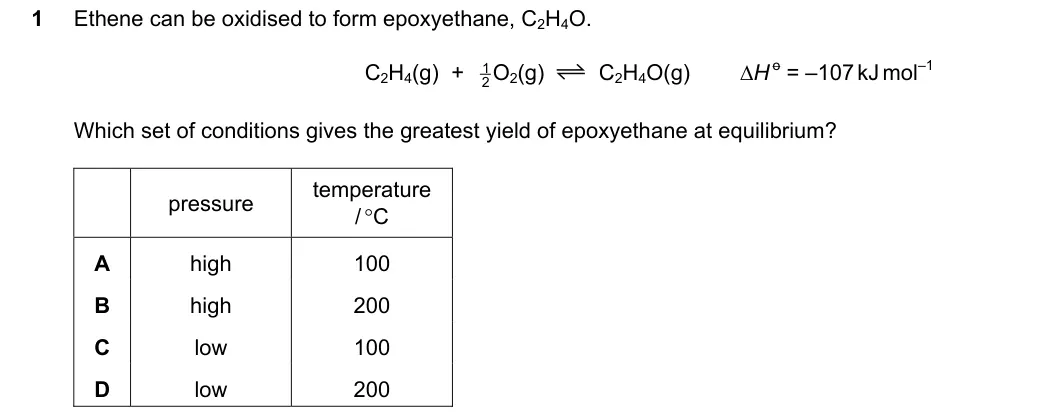 1 Ethene can be oxidised to form epoxyethane, C₂H₄O.
C₂H₄(g) + ½O₂(g) ⇌ C₂H₄O(g) ΔH⦵ = –107 kJ mol⁻¹
Which set of conditions gives the greatest yield of epoxyethane at equilibrium?
pressure temperature
/ °C
A high 100
B high 200
C low 100
D low 200